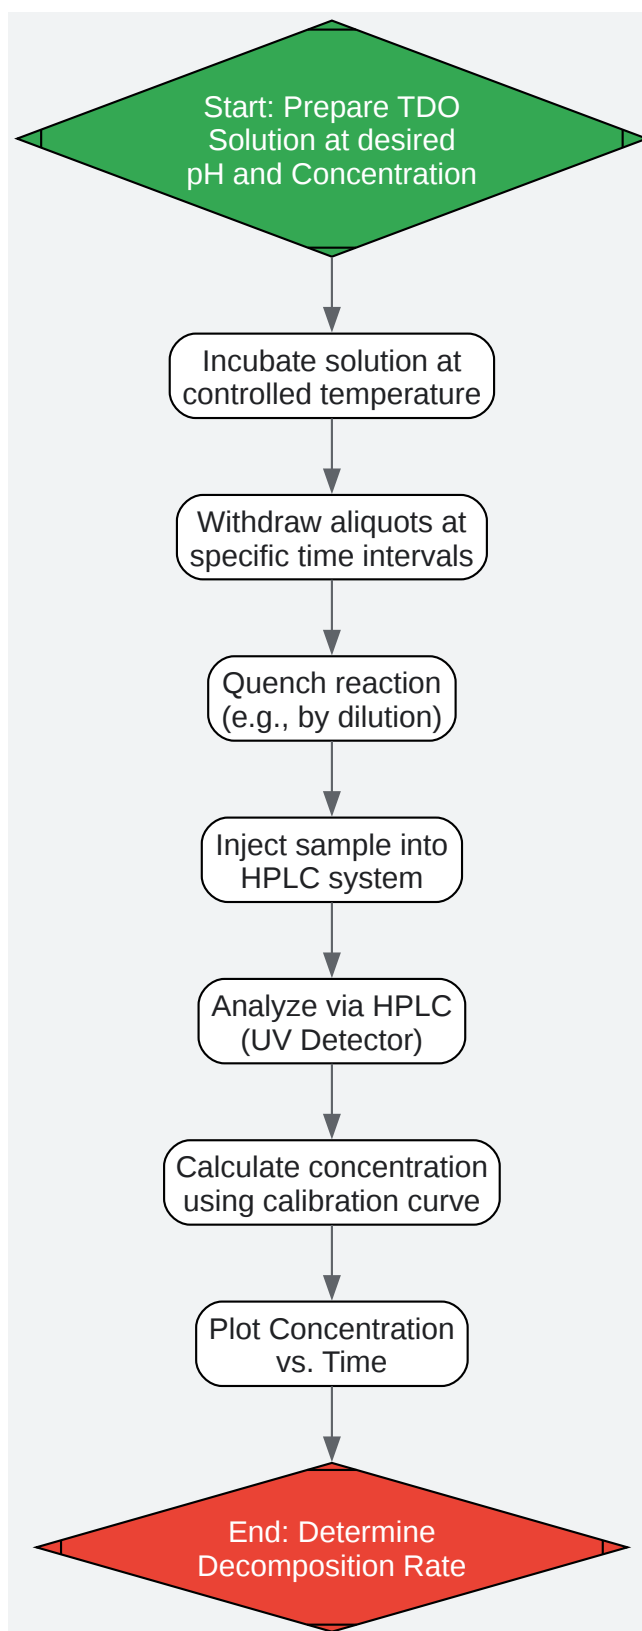 Start: Prepare TDO
Solution at desired
pH and Concentration
Incubate solution at
controlled temperature
Withdraw aliquots at
specific time intervals
Quench reaction
(e.g., by dilution)
Inject sample into
HPLC system
Analyze via HPLC
(UV Detector)
Calculate concentration
using calibration curve
Plot Concentration
vs. Time
End: Determine
Decomposition Rate